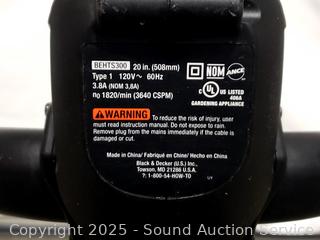 BEHTS300 20 in. (508mm)
Type 1 120V~ 60Hz
3.8A (NOM 3,8A)
n0 1820/min (3640 CSPM)
NOM ANCE
C UL US LISTED
E103640
406A
GARDENING APPLIANCE
WARNING To reduce the risk of injury, user
must read instruction manual. Do not expose to rain.
Remove plug from the mains immediately if the cable is
damaged or cut.
Made in China/ Fabriqué en China/ Hecho en China
Black & Decker (U.S.) Inc.
Towson, MD 21286 U.S.A.
?: 1-800-54-HOW-TO
Copyright 2025 - Sound Auction Service